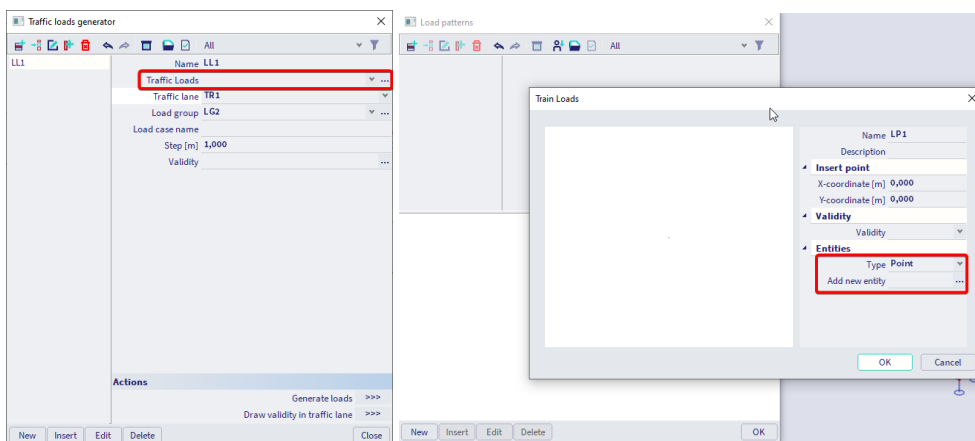 Traffic loads generator
All
LL1
Name LL1
Traffic Loads
Traffic lane TR1
Load group LG2
Load case name
Step [m] 1,000
Validity
Actions
Generate loads >>>
Draw validity in traffic lane >>>
New Insert Edit Delete Close
Load patterns
All
New Insert Edit Delete OK
Train Loads
Name LP1
Description
Insert point
X-coordinate [m] 0,000
Y-coordinate [m] 0,000
Validity
Validity
Entities
Type Point
Add new entity
OK Cancel